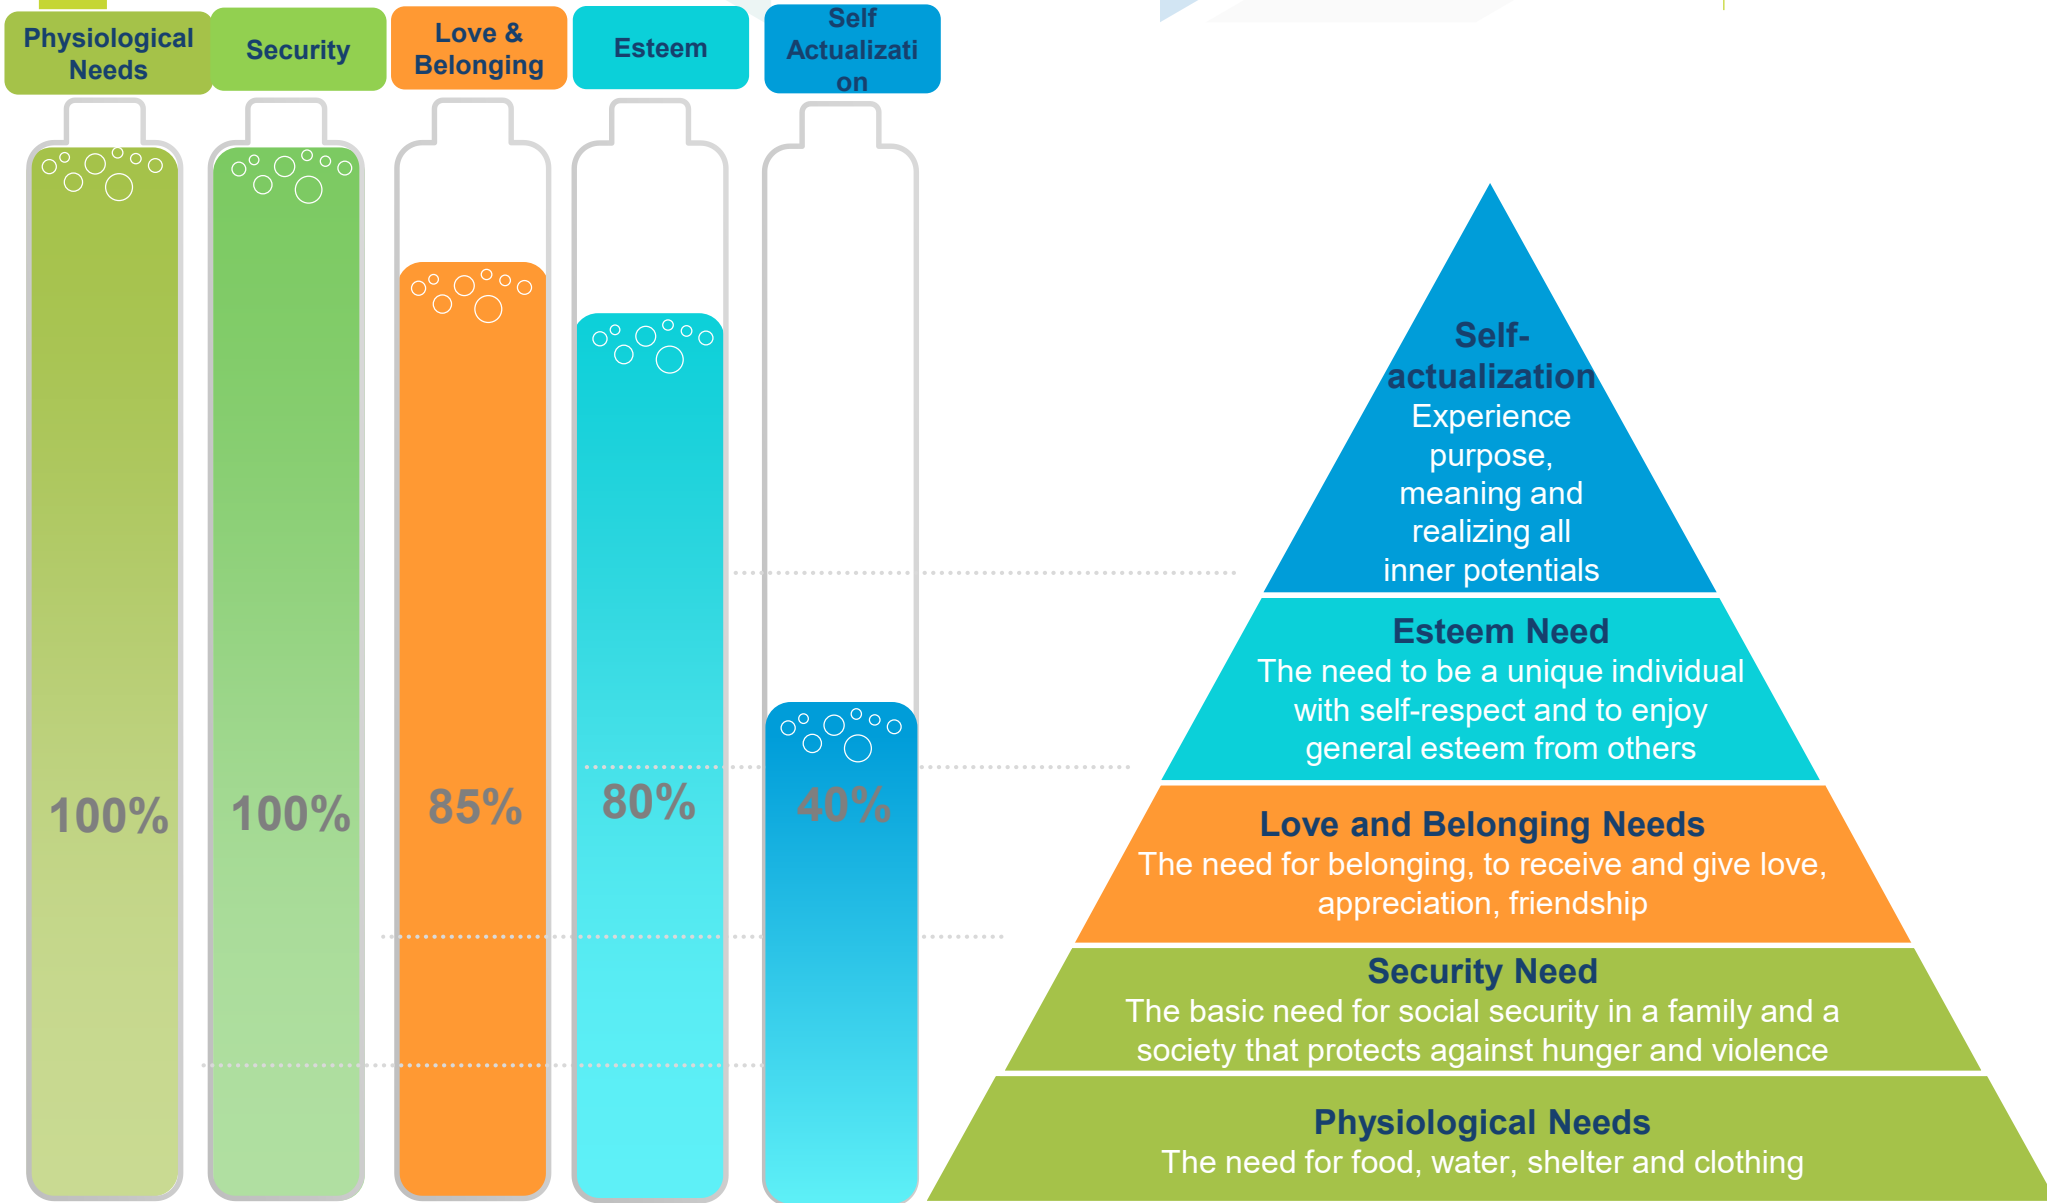 Physiological
Needs
Security
Love &
Belonging
Esteem
Self
Actualizati
on
100%
100%
85%
80%
40%
Self-
actualization
Experience
purpose,
meaning and
realizing all
inner potentials
Esteem Need
The need to be a unique individual
with self-respect and to enjoy
general esteem from others
Love and Belonging Needs
The need for belonging, to receive and give love,
appreciation, friendship
Security Need
The basic need for social security in a family and a
society that protects against hunger and violence
Physiological Needs
The need for food, water, shelter and clothing